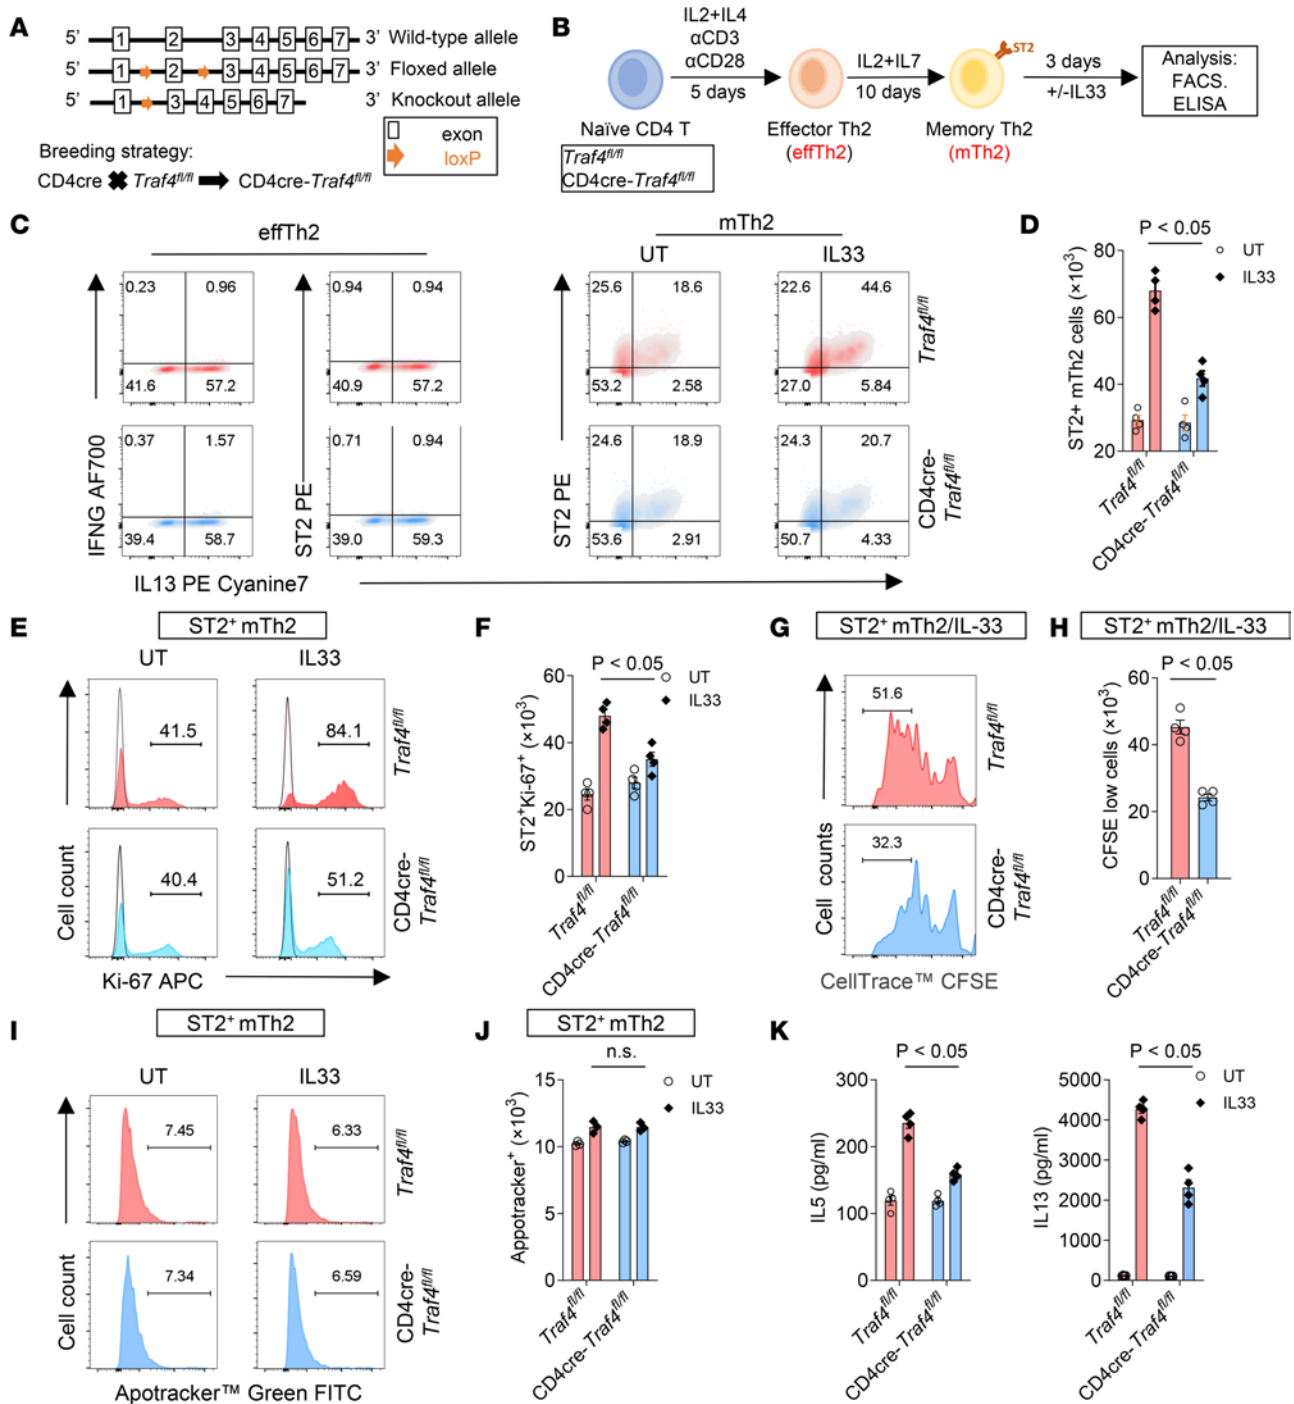 A
5' 1 2 3 4 5 6 7 3' Wild-type allele
5' 1 2 3 4 5 6 7 3' Floxed allele
5' 1 3 4 5 6 7 3' Knockout allele
exon
loxP
Breeding strategy:
CD4cre Traf4fl/fl CD4cre-Traf4fl/fl
B
IL2+IL4
αCD3
αCD28
5 days
IL2+IL7
10 days
ST2
3 days
+/-IL33
Analysis:
FACS.
ELISA
Naïve CD4 T
Traf4fl/fl
CD4cre-Traf4fl/fl
Effector Th2
(effTh2)
Memory Th2
(mTh2)
C
effTh2
mTh2
UT
IL33
0.23 0.96
41.6 57.2
0.94 0.94
40.9 57.2
25.6 18.6
53.2 2.58
22.6 44.6
27.0 5.84
Traf4fl/fl
0.37 1.57
39.4 58.7
0.71 0.94
39.0 59.3
24.6 18.9
53.6 2.91
24.3 20.7
50.7 4.33
CD4cre-
Traf4fl/fl
IFNG AF700
ST2 PE
ST2 PE
IL13 PE Cyanine7
D
P < 0.05
UT
IL33
ST2+ mTh2 cells (×10³)
80
60
40
20
Traf4fl/fl
CD4cre-Traf4fl/fl
E
ST2+ mTh2
UT
IL33
41.5
84.1
Traf4fl/fl
40.4
51.2
CD4cre-
Traf4fl/fl
Cell count
Ki-67 APC
F
P < 0.05
UT
IL33
ST2+Ki-67+ (×10³)
60
40
20
0
Traf4fl/fl
CD4cre-Traf4fl/fl
G
ST2+ mTh2/IL-33
51.6
Traf4fl/fl
32.3
CD4cre-
Traf4fl/fl
Cell counts
CellTrace™ CFSE
H
ST2+ mTh2/IL-33
P < 0.05
CFSE low cells (×10³)
60
40
20
0
Traf4fl/fl
CD4cre-Traf4fl/fl
I
ST2+ mTh2
UT
IL33
7.45
6.33
Traf4fl/fl
7.34
6.59
CD4cre-
Traf4fl/fl
Cell count
Apotracker™ Green FITC
J
ST2+ mTh2
n.s.
UT
IL33
Appotracker+ (×10³)
15
10
5
0
Traf4fl/fl
CD4cre-Traf4fl/fl
K
P < 0.05
IL5 (pg/ml)
300
200
100
0
Traf4fl/fl
CD4cre-Traf4fl/fl
P < 0.05
UT
IL33
IL13 (pg/ml)
5000
4000
3000
2000
1000
0
Traf4fl/fl
CD4cre-Traf4fl/fl